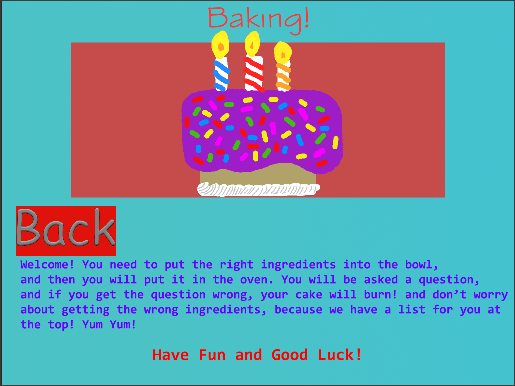 Baking!
Back
Welcome! You need to put the right ingredients into the bowl,
and then you will put it in the oven. You will be asked a question,
and if you get the question wrong, your cake will burn! and don't worry
about getting the wrong ingredients, because we have a list for you at
the top! Yum Yum!
Have Fun and Good Luck!